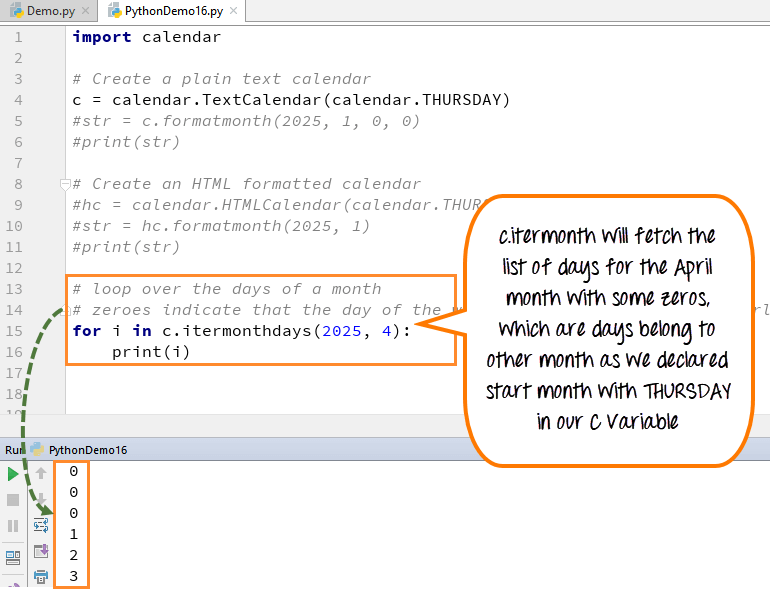 Demo.py
PythonDemo16.py
1 import calendar
2
3 # Create a plain text calendar
4 c = calendar.TextCalendar(calendar.THURSDAY)
5 #str = c.formatmonth(2025, 1, 0, 0)
6 #print(str)
7
8 # Create an HTML formatted calendar
9 #hc = calendar.HTMLCalendar(calendar.THUR
10 #str = hc.formatmonth(2025, 1)
11 #print(str)
12
13 # loop over the days of a month
14 # zeroes indicate that the day of the
15 for i in c.itermonthdays(2025, 4):
16 print(i)
17
18
c.itermonth will fetch the
list of days for the April
month with some zeros,
which are days belong to
other month as we declared
start month with THURSDAY
in our C Variable
Run PythonDemo16
0
0
0
1
2
3